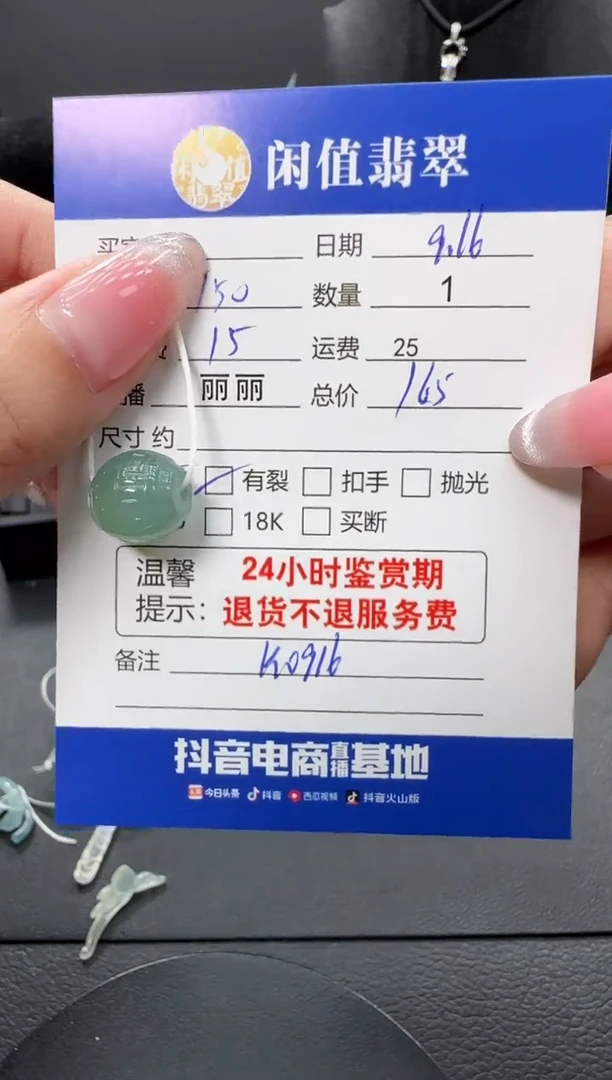 闲值翡翠
日期 9.16
150 数量 1
15 运费 25
播 丽丽 总价 165
尺寸 约
有裂 扣手 抛光
18K 买断
温馨 24小时鉴赏期
提示: 退货不退服务费
备注 K0916
抖音电商直播基地
今日头条 抖音 西瓜视频 抖音火山版